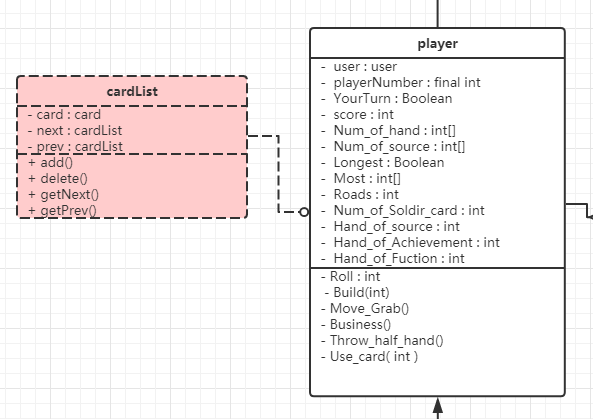 cardList
- card : card
- next : cardList
- prev : cardList
+ add()
+ delete()
+ getNext()
+ getPrev()
player
- user : user
- playerNumber : final int
- YourTurn : Boolean
- score : int
- Num_of_hand : int[]
- Num_of_source : int[]
- Longest : Boolean
- Most : int[]
- Roads : int
- Num_of_Soldir_card : int
- Hand_of_source : int
- Hand_of_Achievement : int
- Hand_of_Fuction : int
- Roll : int
- Build(int)
- Move_Grab()
- Business()
- Throw_half_hand()
- Use_card( int )